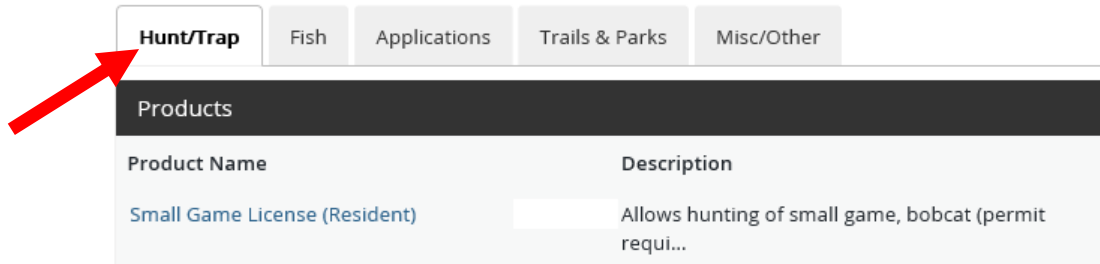 Hunt/Trap Fish Applications Trails & Parks Misc/Other
Products
Product Name Description
Small Game License (Resident) Allows hunting of small game, bobcat (permit
requi...